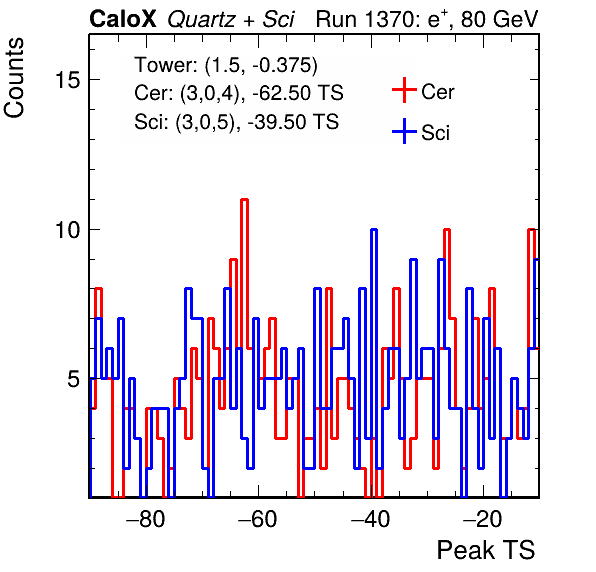 CaloX Quartz + Sci Run 1370: e+, 80 GeV
Counts
Tower: (1.5, -0.375)
Cer: (3,0,4), -62.50 TS
Sci: (3,0,5), -39.50 TS
Cer
Sci
15
10
5
−80 −60 −40 −20
Peak TS